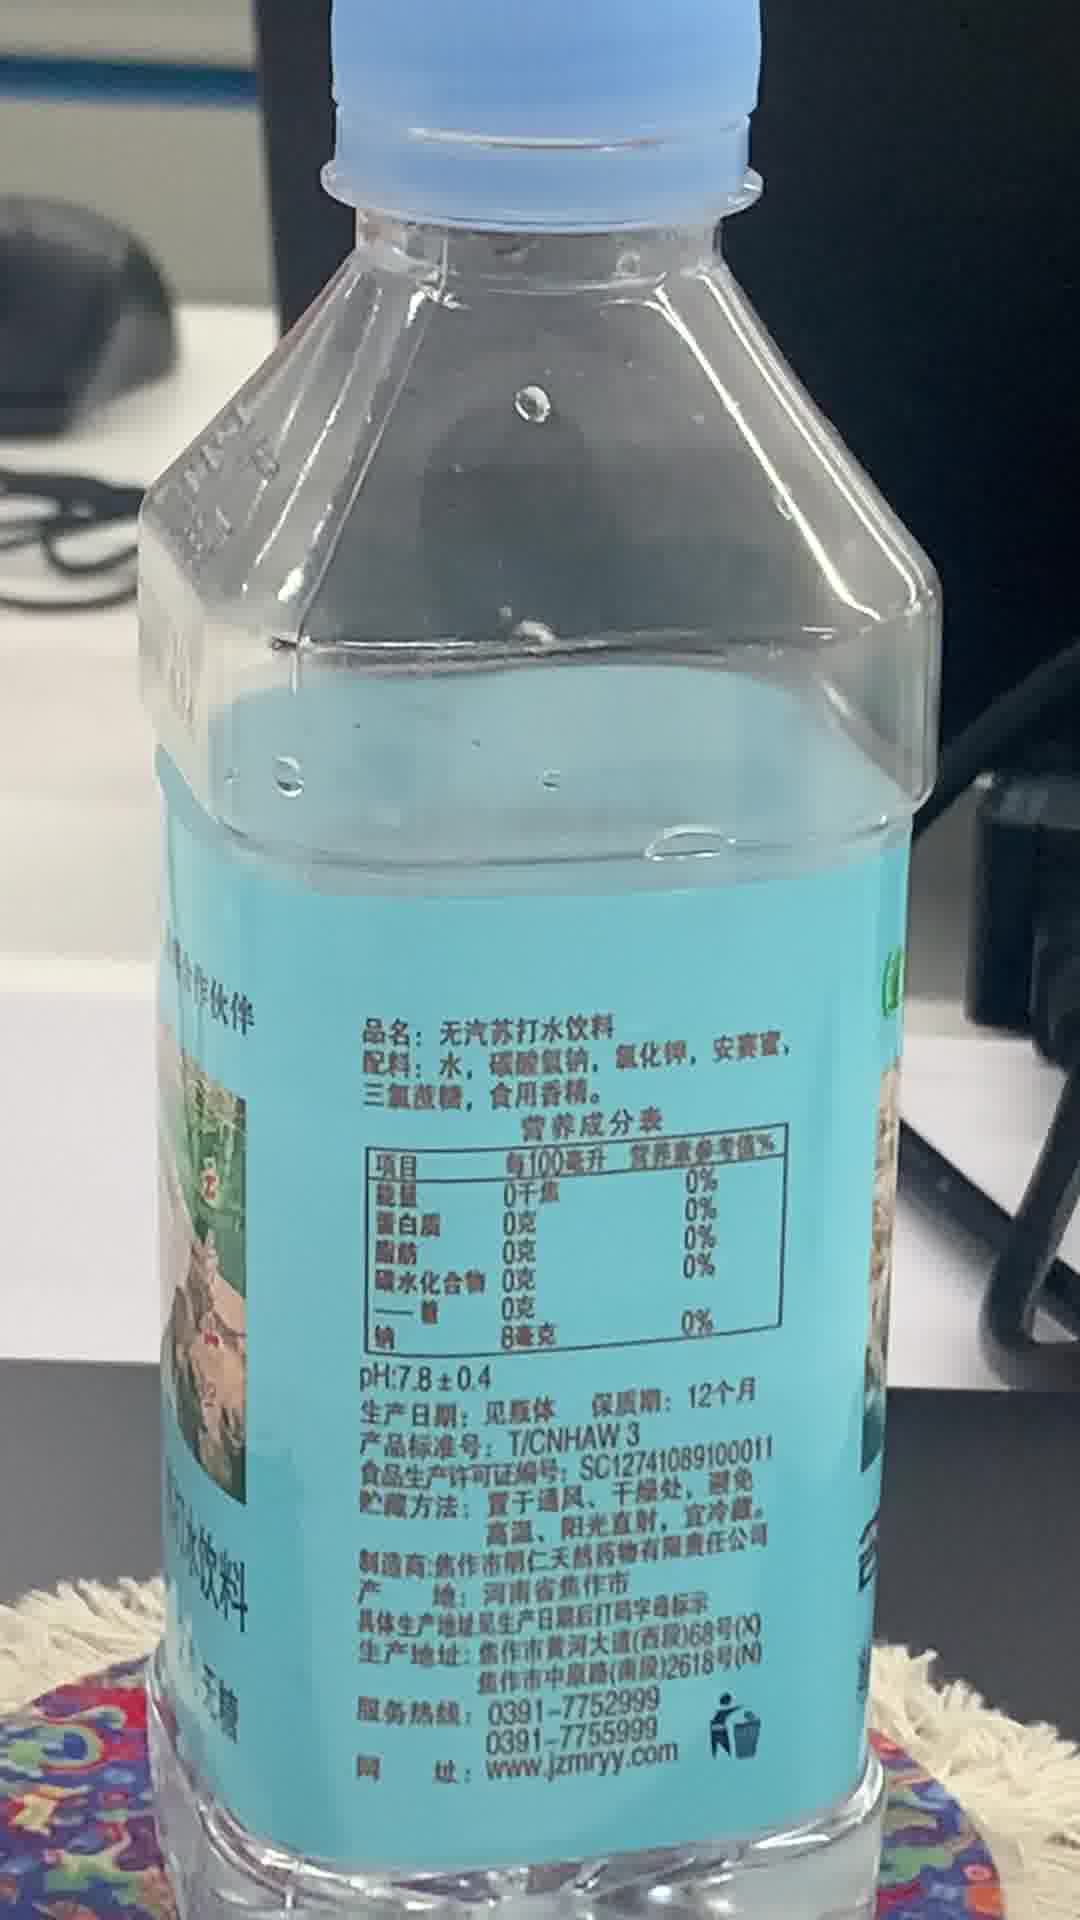 作伙伴
品名：无汽苏打水饮料
配料：水，碳酸氢钠，氯化钾，安赛蜜，
三氯蔗糖，食用香精。
营养成分表
项目 每100毫升 营养素参考值%
能量 0千焦 0%
蛋白质 0克 0%
脂肪 0克 0%
碳水化合物 0克 0%
——糖 0克
钠 8毫克 0%
pH:7.8±0.4
生产日期：见瓶体 保质期：12个月
产品标准号：T/CNHAW 3
食品生产许可证编号：SC12741089100011
贮藏方法：置于通风、干燥处，避免
高温、阳光直射，宜冷藏。
制造商:焦作市明仁天然药物有限责任公司
产 地：河南省焦作市
具体生产地址见生产日期后打码字母标示
生产地址：焦作市黄河大道(西段)68号(X)
焦作市中原路(南段)2618号(N)
服务热线：0391-7752999
0391-7755999
网 址：www.jzmryy.com
水饮料
无糖